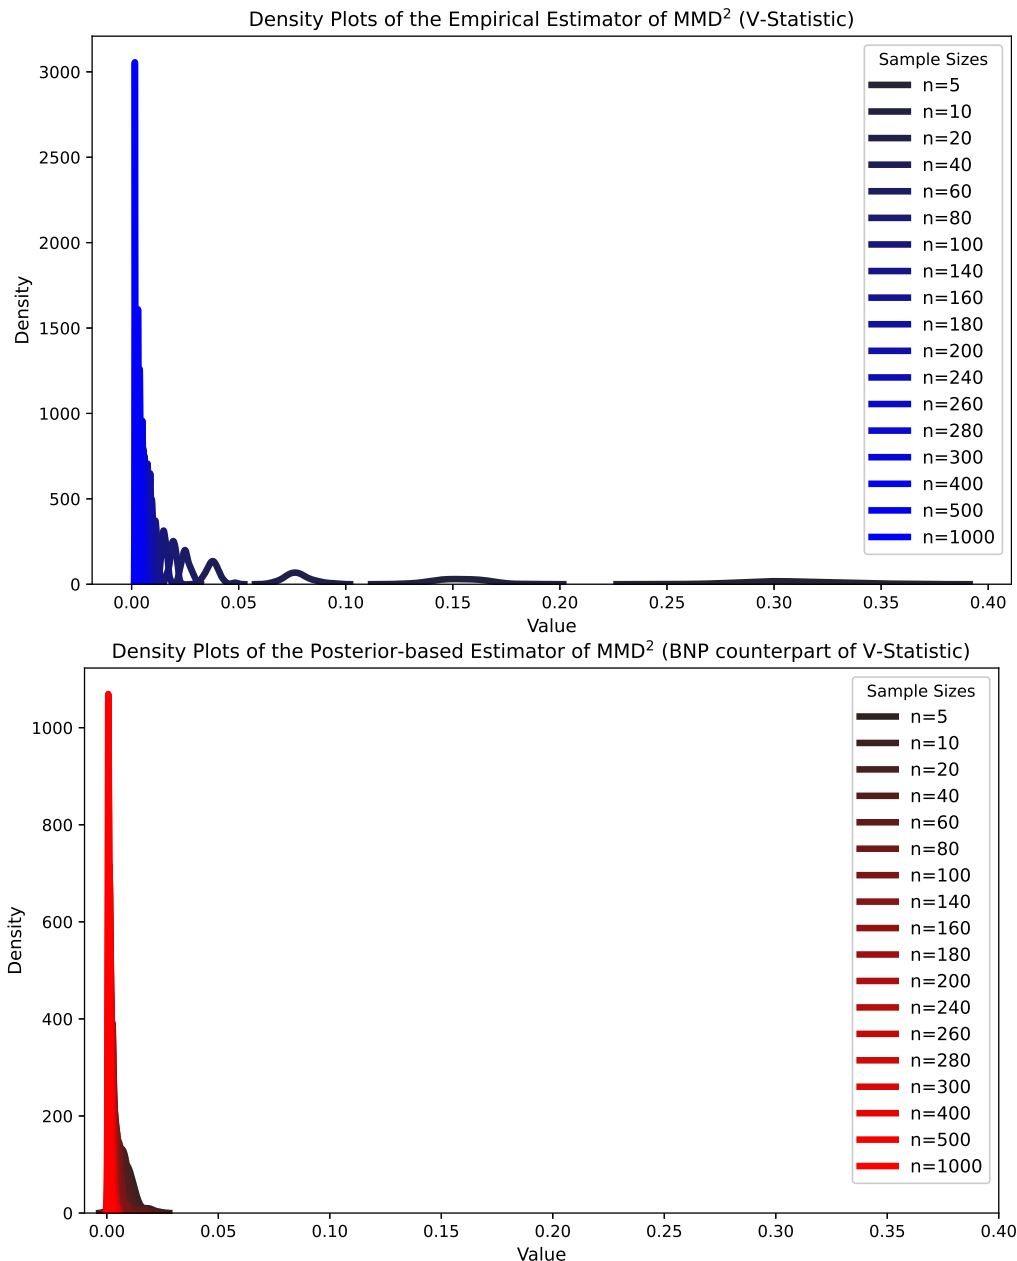 Density Plots of the Empirical Estimator of MMD² (V-Statistic)
Density
3000
2500
2000
1500
1000
500
0
0.00 0.05 0.10 0.15 0.20 0.25 0.30 0.35 0.40
Value
Sample Sizes
n=5
n=10
n=20
n=40
n=60
n=80
n=100
n=140
n=160
n=180
n=200
n=240
n=260
n=280
n=300
n=400
n=500
n=1000
Density Plots of the Posterior-based Estimator of MMD² (BNP counterpart of V-Statistic)
Density
1000
800
600
400
200
0
0.00 0.05 0.10 0.15 0.20 0.25 0.30 0.35 0.40
Value
Sample Sizes
n=5
n=10
n=20
n=40
n=60
n=80
n=100
n=140
n=160
n=180
n=200
n=240
n=260
n=280
n=300
n=400
n=500
n=1000